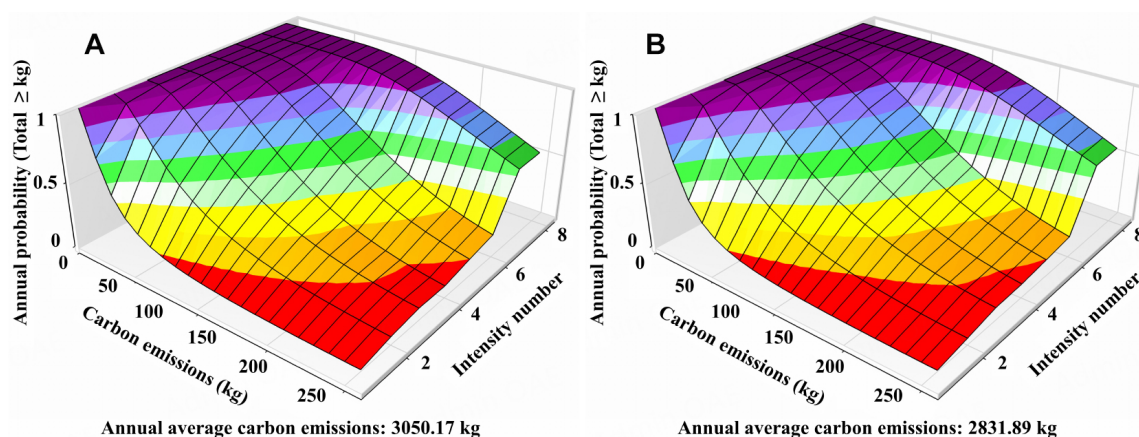 A
Annual probability (Total ≥ kg)
1
0.5
0
0
50
100
150
200
250
Carbon emissions (kg)
2
4
6
8
Intensity number
Annual average carbon emissions: 3050.17 kg
B
Annual probability (Total ≥ kg)
1
0.5
0
0
50
100
150
200
250
Carbon emissions (kg)
2
4
6
8
Intensity number
Annual average carbon emissions: 2831.89 kg